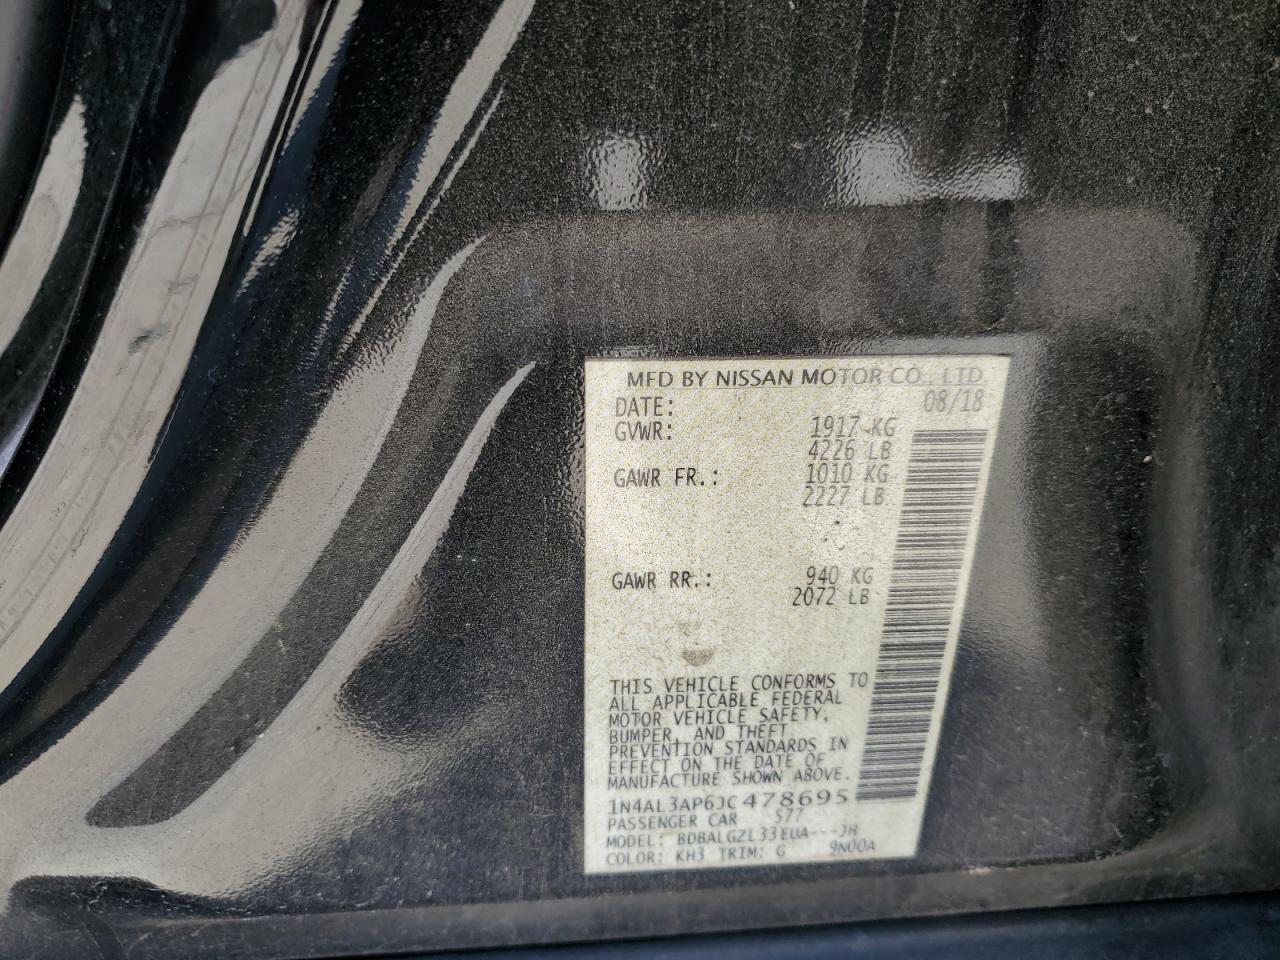 MFD BY NISSAN MOTOR CO., LTD.
DATE: 08/18
GVWR: 1917 KG
4226 LB
GAWR FR.: 1010 KG
2227 LB
GAWR RR.: 940 KG
2072 LB
THIS VEHICLE CONFORMS TO
ALL APPLICABLE FEDERAL
MOTOR VEHICLE SAFETY,
BUMPER, AND THEFT
PREVENTION STANDARDS IN
EFFECT ON THE DATE OF
MANUFACTURE SHOWN ABOVE.
1N4AL3AP6JC478695
PASSENGER CAR 577
MODEL: BDBALGZL33EUA---JH
COLOR: KH3 TRIM: G 9N00A